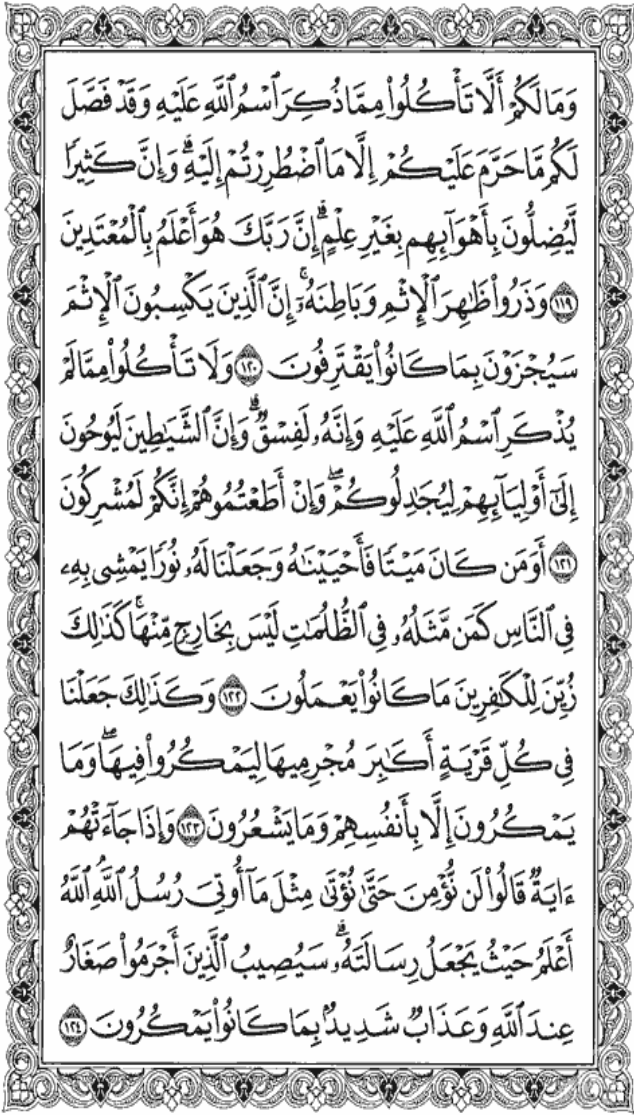 وَمَا لَكُمْ أَلَّا تَأْكُلُوا۟ مِمَّا ذُكِرَ ٱسْمُ ٱللَّهِ عَلَيْهِ وَقَدْ فَصَّلَ
لَكُم مَّا حَرَّمَ عَلَيْكُمْ إِلَّا مَا ٱضْطُرِرْتُمْ إِلَيْهِ ۗ وَإِنَّ كَثِيرًا
لَّيُضِلُّونَ بِأَهْوَآئِهِم بِغَيْرِ عِلْمٍ ۗ إِنَّ رَبَّكَ هُوَ أَعْلَمُ بِٱلْمُعْتَدِينَ
١١٩ وَذَرُوا۟ ظَـٰهِرَ ٱلْإِثْمِ وَبَاطِنَهُۥٓ ۚ إِنَّ ٱلَّذِينَ يَكْسِبُونَ ٱلْإِثْمَ
سَيُجْزَوْنَ بِمَا كَانُوا۟ يَقْتَرِفُونَ ١٢٠ وَلَا تَأْكُلُوا۟ مِمَّا لَمْ
يُذْكَرِ ٱسْمُ ٱللَّهِ عَلَيْهِ وَإِنَّهُۥ لَفِسْقٌ ۗ وَإِنَّ ٱلشَّيَـٰطِينَ لَيُوحُونَ
إِلَىٰٓ أَوْلِيَآئِهِمْ لِيُجَـٰدِلُوكُمْ ۖ وَإِنْ أَطَعْتُمُوهُمْ إِنَّكُمْ لَمُشْرِكُونَ
١٢١ أَوَمَن كَانَ مَيْتًا فَأَحْيَيْنَـٰهُ وَجَعَلْنَا لَهُۥ نُورًا يَمْشِى بِهِۦ
فِى ٱلنَّاسِ كَمَن مَّثَلُهُۥ فِى ٱلظُّلُمَـٰتِ لَيْسَ بِخَارِجٍ مِّنْهَا ۚ كَذَٰلِكَ
زُيِّنَ لِلْكَـٰفِرِينَ مَا كَانُوا۟ يَعْمَلُونَ ١٢٢ وَكَذَٰلِكَ جَعَلْنَا
فِى كُلِّ قَرْيَةٍ أَكَـٰبِرَ مُجْرِمِيهَا لِيَمْكُرُوا۟ فِيهَا ۖ وَمَا
يَمْكُرُونَ إِلَّا بِأَنفُسِهِمْ وَمَا يَشْعُرُونَ ١٢٣ وَإِذَا جَآءَتْهُمْ
ءَايَةٌ قَالُوا۟ لَن نُّؤْمِنَ حَتَّىٰ نُؤْتَىٰ مِثْلَ مَآ أُوتِىَ رُسُلُ ٱللَّهِ ۘ ٱللَّهُ
أَعْلَمُ حَيْثُ يَجْعَلُ رِسَالَتَهُۥ ۗ سَيُصِيبُ ٱلَّذِينَ أَجْرَمُوا۟ صَغَارٌ
عِندَ ٱللَّهِ وَعَذَابٌ شَدِيدٌۢ بِمَا كَانُوا۟ يَمْكُرُونَ ١٢٤